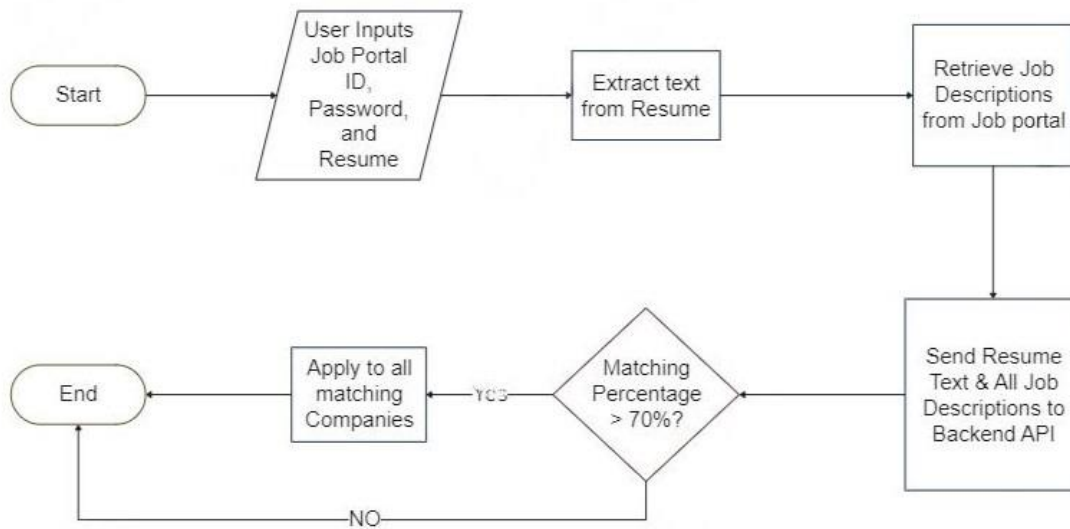 Start
User Inputs
Job Portal
ID,
Password,
and
Resume
Extract text
from Resume
Retrieve Job
Descriptions
from Job portal
Send Resume
Text & All Job
Descriptions to
Backend API
Matching
Percentage
> 70%?
YES
Apply to all
matching
Companies
End
NO